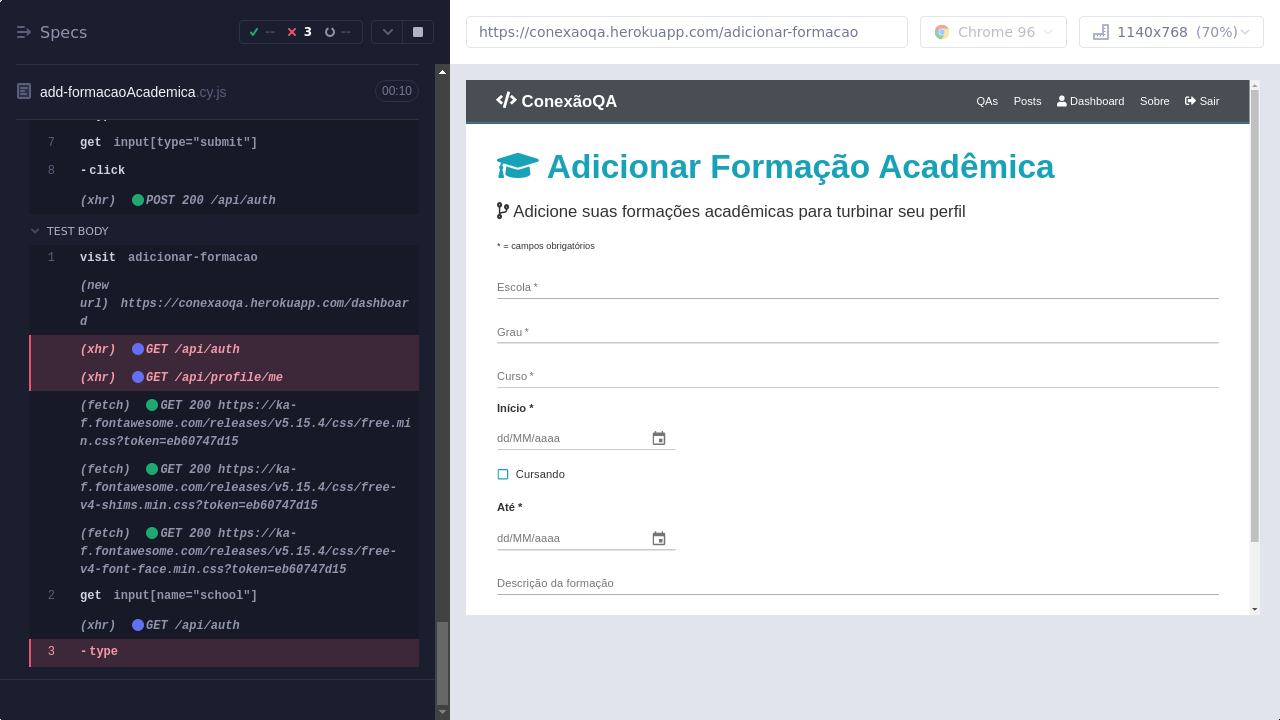 Specs
--
3
--
https://conexaoqa.herokuapp.com/adicionar-formacao
Chrome 96
1140x768 (70%)
add-formacaoAcademica.cy.js
00:10
7 get input[type="submit"]
8 -click
(xhr) POST 200 /api/auth
TEST BODY
1 visit adicionar-formacao
(new
url) https://conexaoqa.herokuapp.com/dashboar
d
(xhr) GET /api/auth
(xhr) GET /api/profile/me
(fetch) GET 200 https://ka-
f.fontawesome.com/releases/v5.15.4/css/free.mi
n.css?token=eb60747d15
(fetch) GET 200 https://ka-
f.fontawesome.com/releases/v5.15.4/css/free-
v4-shims.min.css?token=eb60747d15
(fetch) GET 200 https://ka-
f.fontawesome.com/releases/v5.15.4/css/free-
v4-font-face.min.css?token=eb60747d15
2 get input[name="school"]
(xhr) GET /api/auth
3 -type
ConexãoQA
QAs
Posts
Dashboard
Sobre
Sair
Adicionar Formação Acadêmica
Adicione suas formações acadêmicas para turbinar seu perfil
* = campos obrigatórios
Escola *
Grau *
Curso *
Início *
dd/MM/aaaa
Cursando
Até *
dd/MM/aaaa
Descrição da formação